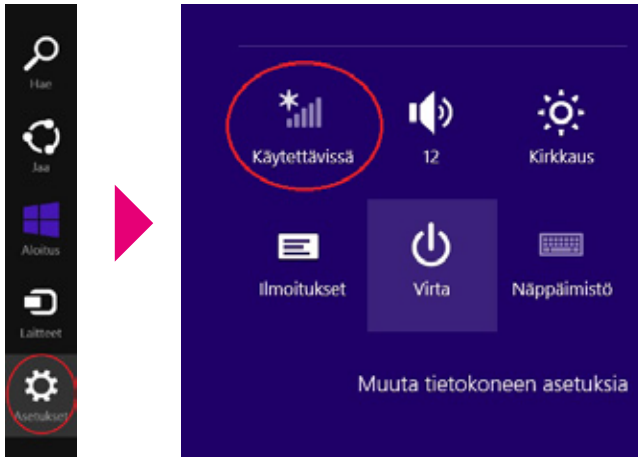 Hae
Jaa
Aloitus
Laitteet
Asetukset
Käytettävissä
12
Kirkkaus
Ilmoitukset
Virta
Näppäimistö
Muuta tietokoneen asetuksia